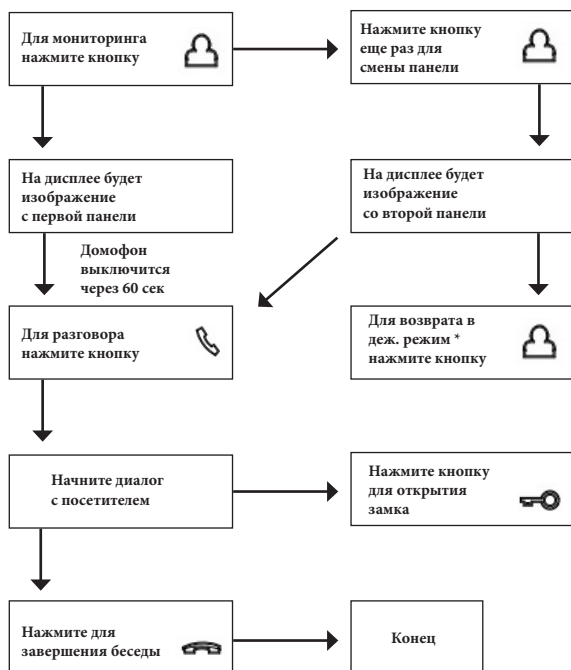 Для мониторинга
нажмите кнопку
Нажмите кнопку
еще раз для
смены панели
На дисплее будет
изображение
с первой панели
На дисплее будет
изображение
со второй панели
Домофон
выключится
через 60 сек
Для разговора
нажмите кнопку
Для возврата в
деж. режим *
нажмите кнопку
Начните диалог
с посетителем
Нажмите кнопку
для открытия
замка
Нажмите для
завершения беседы
Конец